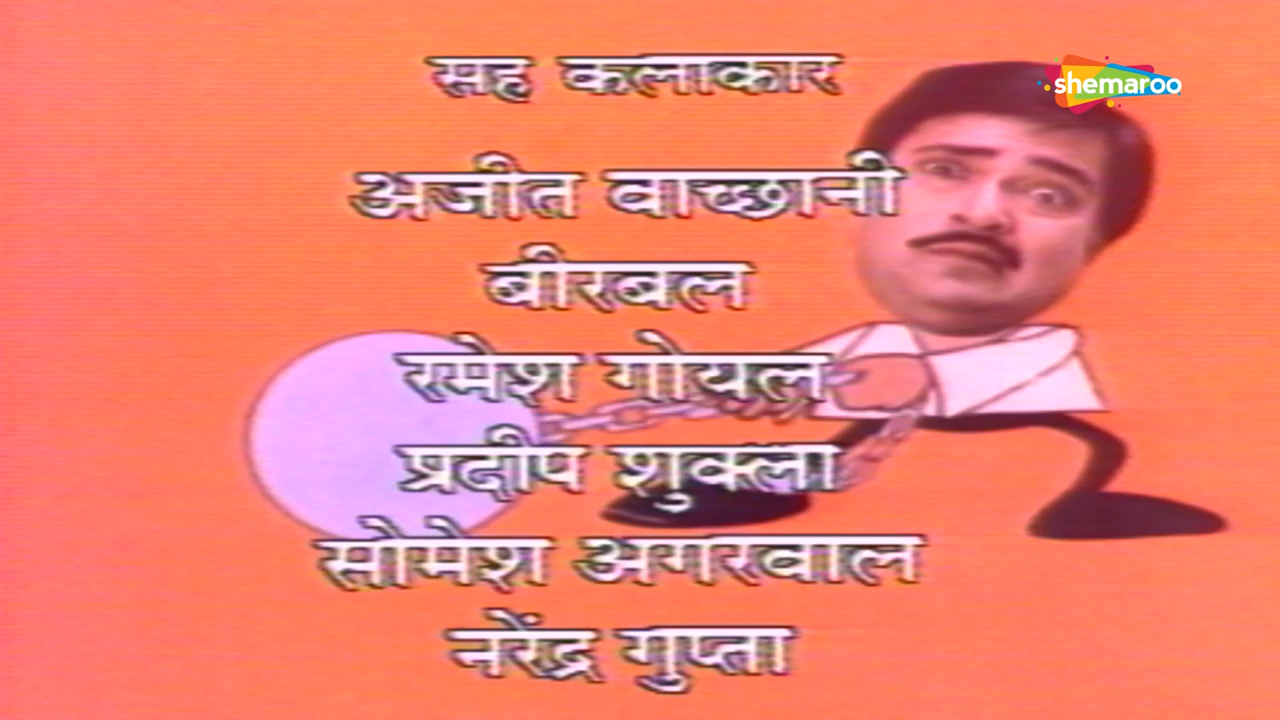 सह कलाकार
shemaroo
अजीत वाच्छानी
बीरबल
रमेश गोयल
प्रदीप शुक्ला
सोमेश अगरवाल
नरेंद्र गुप्ता